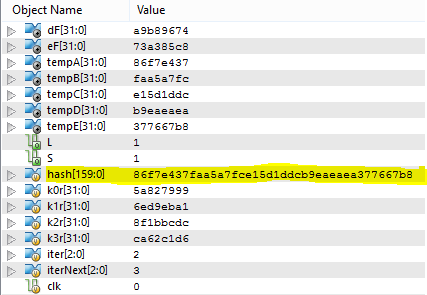 Object Name Value
dF[31:0] a9b89674
eF[31:0] 73a385c8
tempA[31:0] 86f7e437
tempB[31:0] faa5a7fc
tempC[31:0] e15d1ddc
tempD[31:0] b9eaeaea
tempE[31:0] 377667b8
L 1
S 1
hash[159:0] 86f7e437faa5a7fce15d1ddcb9eaeaea377667b8
k0r[31:0] 5a827999
k1r[31:0] 6ed9eba1
k2r[31:0] 8f1bbcdc
k3r[31:0] ca62c1d6
iter[2:0] 2
iterNext[2:0] 3
clk 0